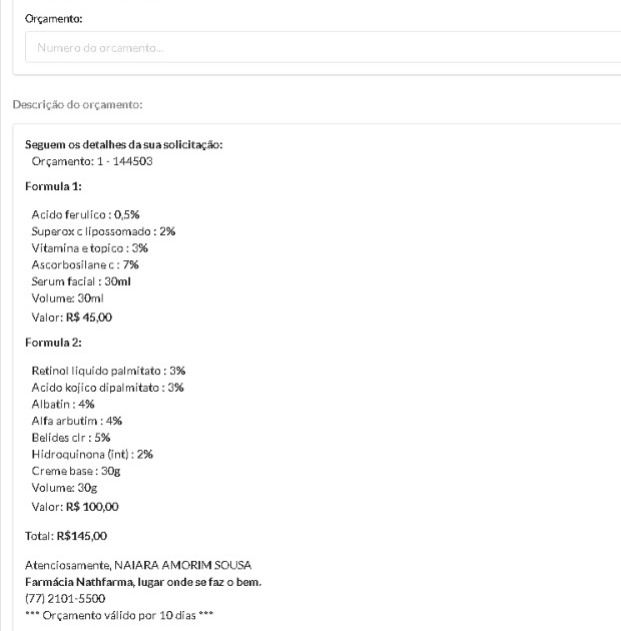 Orçamento:
Numero do orcamento...
Descrição do orçamento:
Seguem os detalhes da sua solicitação:
Orçamento: 1 - 144503
Formula 1:
Acido ferulico : 0,5%
Superox c lipossomado : 2%
Vitamina e topico : 3%
Ascorbosilane c : 7%
Serum facial : 30ml
Volume: 30ml
Valor: R$ 45,00
Formula 2:
Retinol liquido palmitato : 3%
Acido kojico dipalmitato : 3%
Albatin : 4%
Alfa arbutim : 4%
Belides clr : 5%
Hidroquinona (int) : 2%
Creme base : 30g
Volume: 30g
Valor: R$ 100,00
Total: R$145,00
Atenciosamente, NAIARA AMORIM SOUSA
Farmácia Nathfarma, lugar onde se faz o bem.
(77) 2101-5500
*** Orçamento válido por 10 dias ***